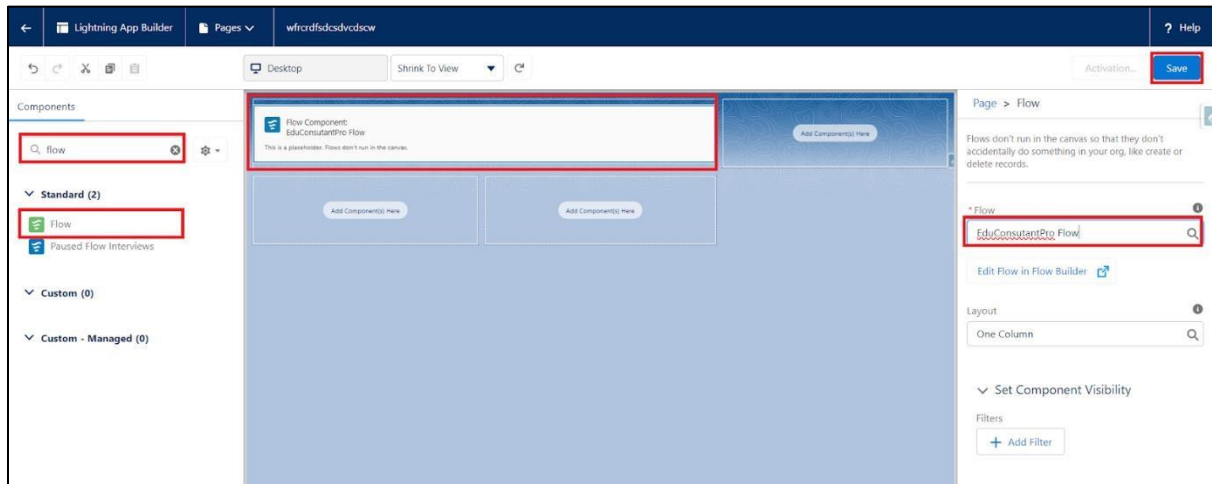 Lightning App Builder
Pages
wfrcrdfsdcsdvcdscw
? Help
Desktop
Shrink To View
Activation...
Save
Components
flow
Standard (2)
Flow
Paused Flow Interviews
Custom (0)
Custom - Managed (0)
Flow Component:
EduConsutantPro Flow
This is a placeholder. Flows don't run in the canvas.
Add Component(s) Here
Add Component(s) Here
Add Component(s) Here
Page > Flow
Flows don't run in the canvas so that they don't
accidentally do something in your org, like create or
delete records.
* Flow
EduConsutantPro Flow
Edit Flow in Flow Builder
Layout
One Column
Set Component Visibility
Filters
+ Add Filter